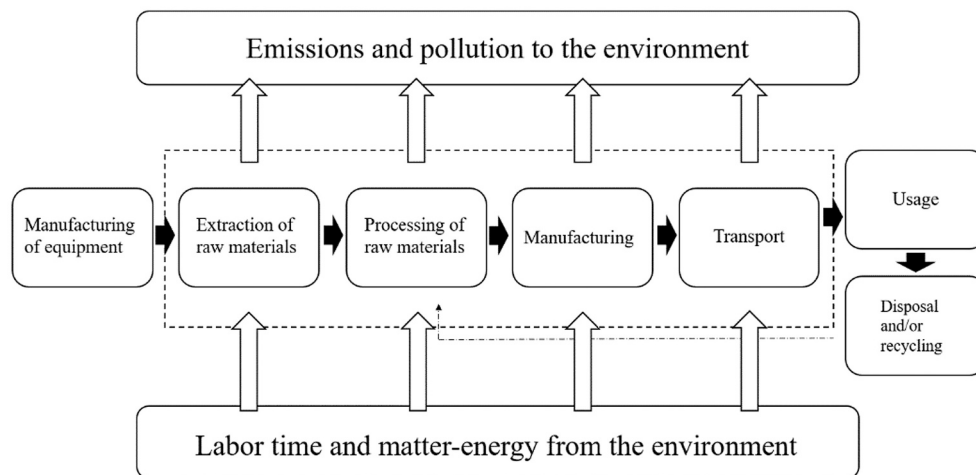 Emissions and pollution to the environment
Manufacturing
of equipment
Extraction of
raw materials
Processing of
raw materials
Manufacturing
Transport
Usage
Disposal
and/or
recycling
Labor time and matter-energy from the environment